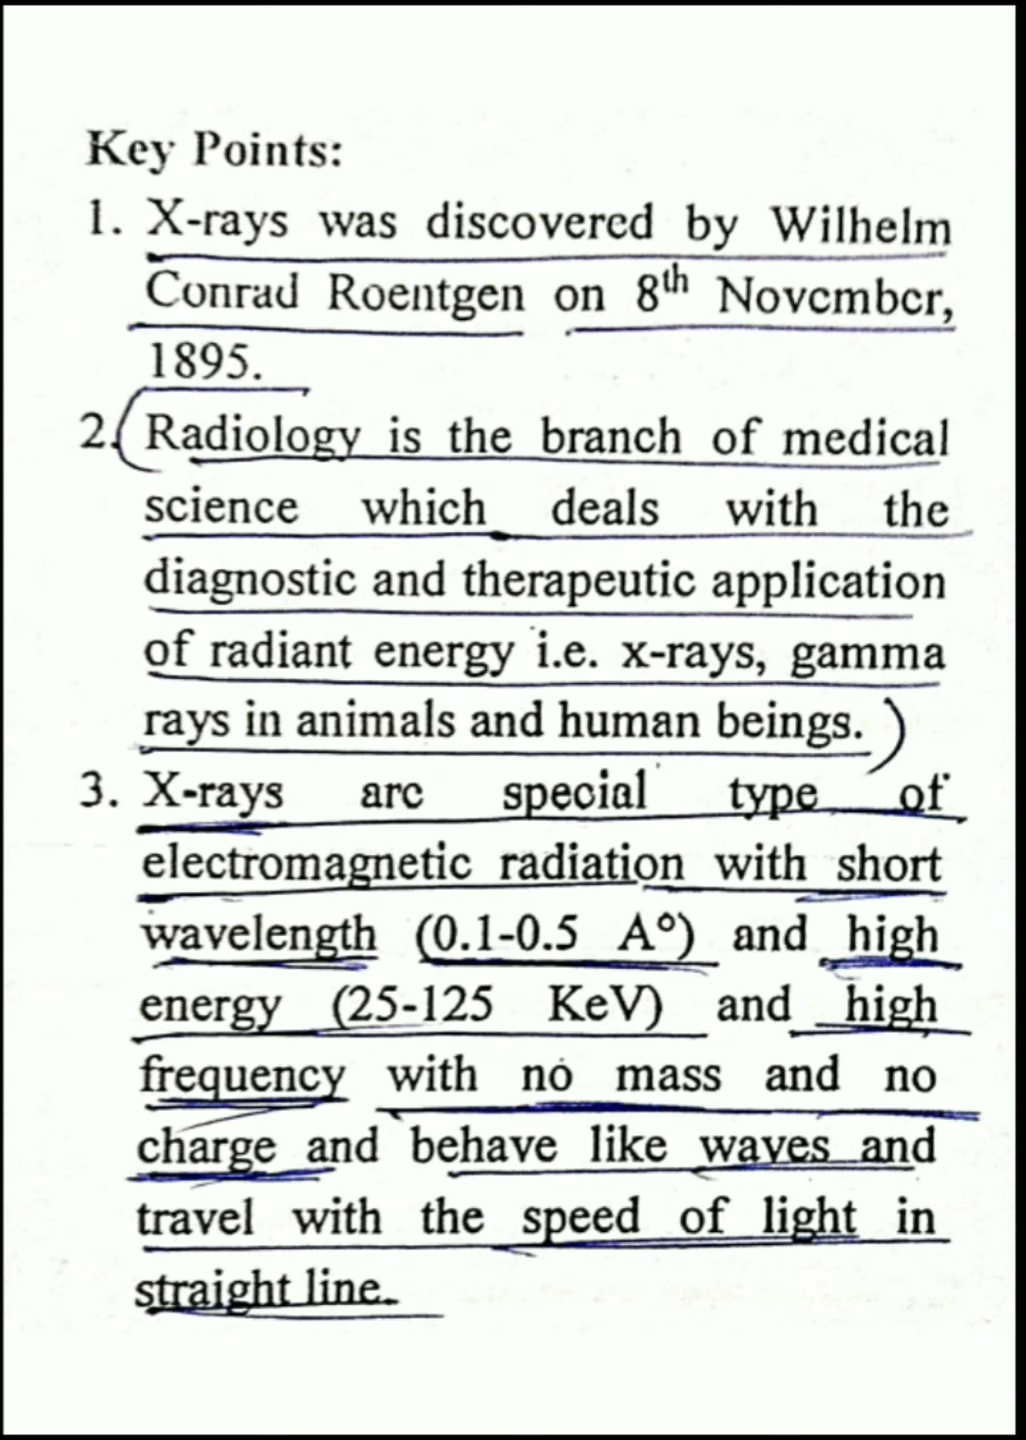 Key Points:
1. X-rays was discovered by Wilhelm
Conrad Roentgen on 8th November,
1895.
2. Radiology is the branch of medical
science which deals with the
diagnostic and therapeutic application
of radiant energy i.e. x-rays, gamma
rays in animals and human beings.
3. X-rays are special type of
electromagnetic radiation with short
wavelength (0.1-0.5 A°) and high
energy (25-125 KeV) and high
frequency with no mass and no
charge and behave like waves and
travel with the speed of light in
straight line.